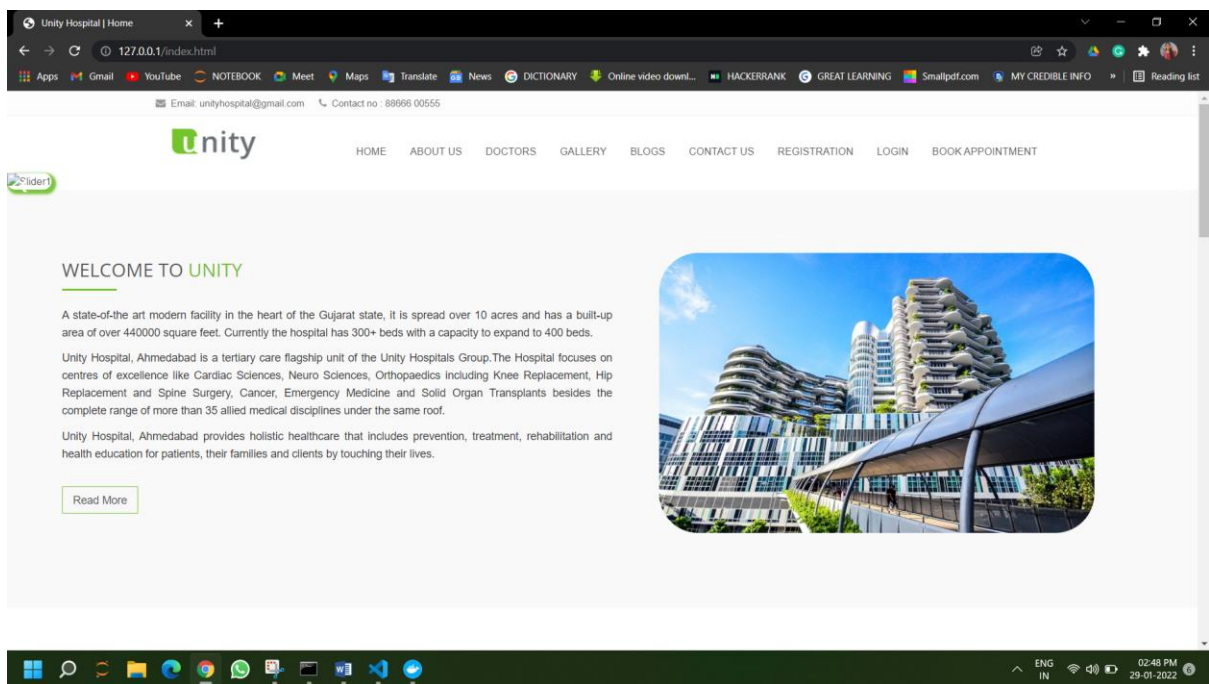 Unity Hospital | Home
127.0.0.1/index.html
Apps Gmail YouTube NOTEBOOK Meet Maps Translate News DICTIONARY Online video downl... HACKERRANK GREAT LEARNING Smallpdf.com MY CREDIBLE INFO » Reading list
Email: unityhospital@gmail.com Contact no : 88666 00555
unity
HOME ABOUT US DOCTORS GALLERY BLOGS CONTACT US REGISTRATION LOGIN BOOK APPOINTMENT
Slider1
WELCOME TO UNITY
A state-of-the art modern facility in the heart of the Gujarat state, it is spread over 10 acres and has a built-up
area of over 440000 square feet. Currently the hospital has 300+ beds with a capacity to expand to 400 beds.
Unity Hospital, Ahmedabad is a tertiary care flagship unit of the Unity Hospitals Group.The Hospital focuses on
centres of excellence like Cardiac Sciences, Neuro Sciences, Orthopaedics including Knee Replacement, Hip
Replacement and Spine Surgery, Cancer, Emergency Medicine and Solid Organ Transplants besides the
complete range of more than 35 allied medical disciplines under the same roof.
Unity Hospital, Ahmedabad provides holistic healthcare that includes prevention, treatment, rehabilitation and
health education for patients, their families and clients by touching their lives.
Read More
ENG
IN
02:48 PM
29-01-2022
6